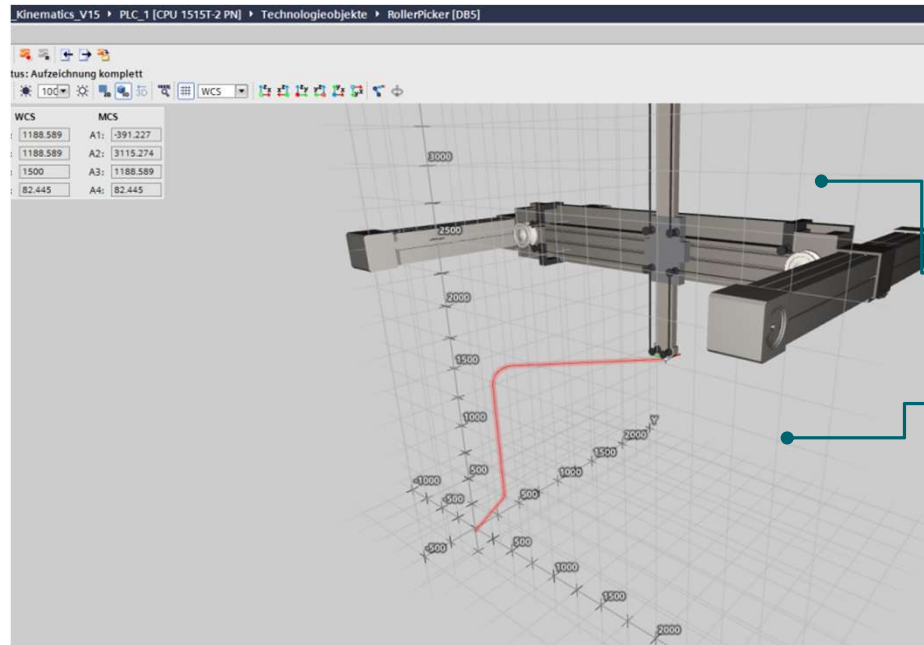 _Kinematics_V15 ▸ PLC_1 [CPU 1515T-2 PN] ▸ Technologieobjekte ▸ RollerPicker [DB5]
tus: Aufzeichnung komplett
WCS
WCS MCS
: 1188.589 A1: -391.227
: 1188.589 A2: 3115.274
: 1500 A3: 1188.589
: 82.445 A4: 82.445
3000
2500
2000
1500
1000
500
Y
2000
1500
1000
500
-1000
-500
-500
500
1000
1500
2000